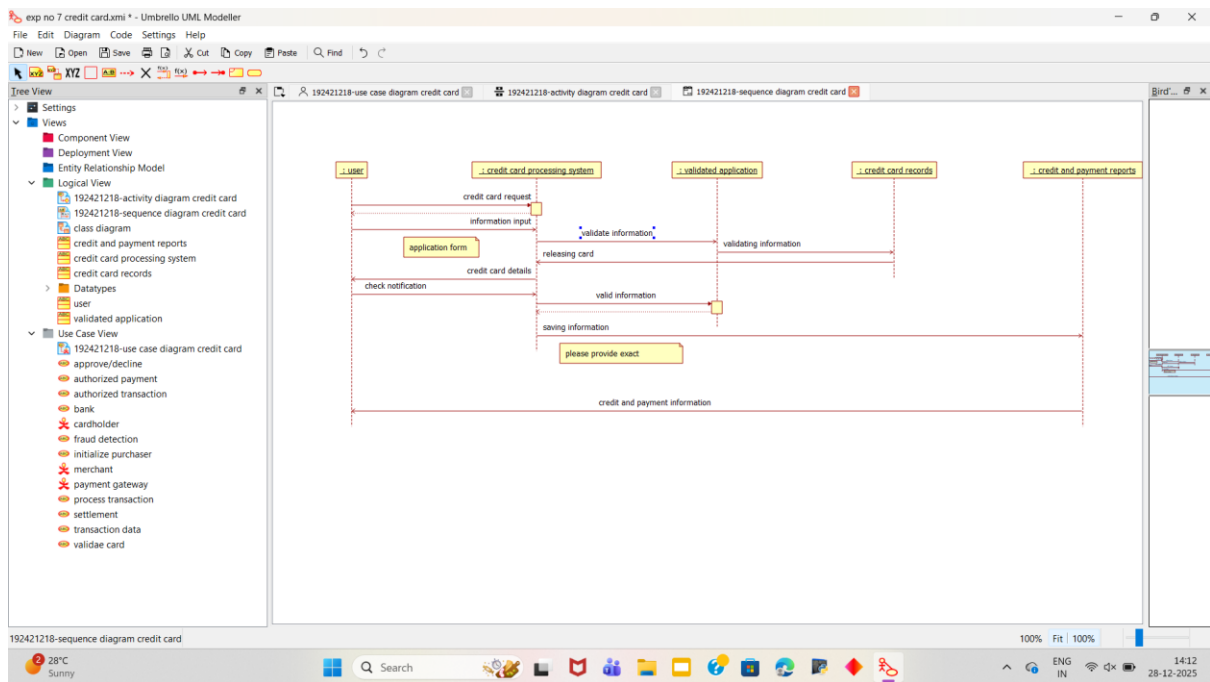 exp no 7 credit card.xmi * - Umbrello UML Modeller
File Edit Diagram Code Settings Help
New Open Save Cut Copy Paste Find
XYZ XYZ A:B f(x) f(x)
Tree View
Settings
Views
Component View
Deployment View
Entity Relationship Model
Logical View
192421218-activity diagram credit card
192421218-sequence diagram credit card
class diagram
credit and payment reports
credit card processing system
credit card records
Datatypes
user
validated application
Use Case View
192421218-use case diagram credit card
approve/decline
authorized payment
authorized transaction
bank
cardholder
fraud detection
initialize purchaser
merchant
payment gateway
process transaction
settlement
transaction data
validae card
192421218-use case diagram credit card 192421218-activity diagram credit card 192421218-sequence diagram credit card
Bird'...
: user : credit card processing system : validated application : credit card records : credit and payment reports
credit card request
information input
validate information
application form
validating information
releasing card
credit card details
check notification
valid information
saving information
please provide exact
credit and payment information
192421218-sequence diagram credit card
100% Fit 100%
2
28°C
Sunny
Search
ENG
IN
14:12
28-12-2025